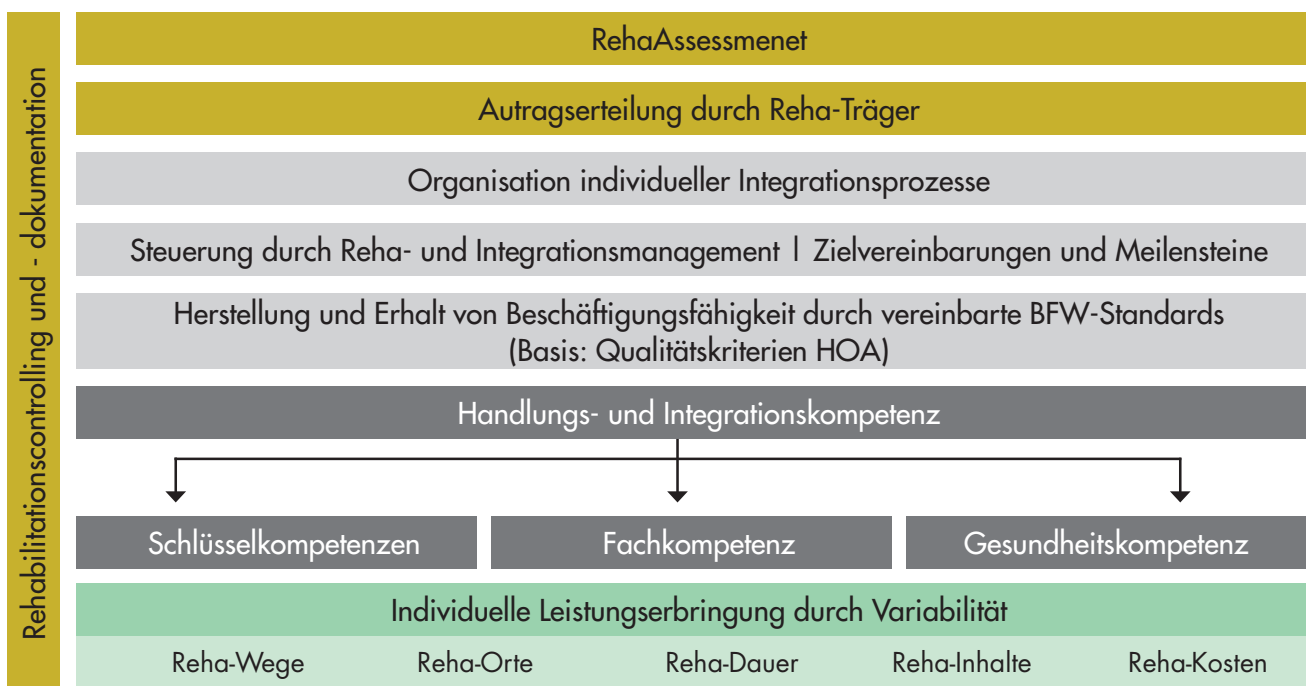 Rehabilitationscontrolling und - dokumentation
RehaAssessmenet
Autragserteilung durch Reha-Träger
Organisation individueller Integrationsprozesse
Steuerung durch Reha- und Integrationsmanagement | Zielvereinbarungen und Meilensteine
Herstellung und Erhalt von Beschäftigungsfähigkeit durch vereinbarte BFW-Standards
(Basis: Qualitätskriterien HOA)
Handlungs- und Integrationskompetenz
Schlüsselkompetenzen Fachkompetenz Gesundheitskompetenz
Individuelle Leistungserbringung durch Variabilität
Reha-Wege Reha-Orte Reha-Dauer Reha-Inhalte Reha-Kosten